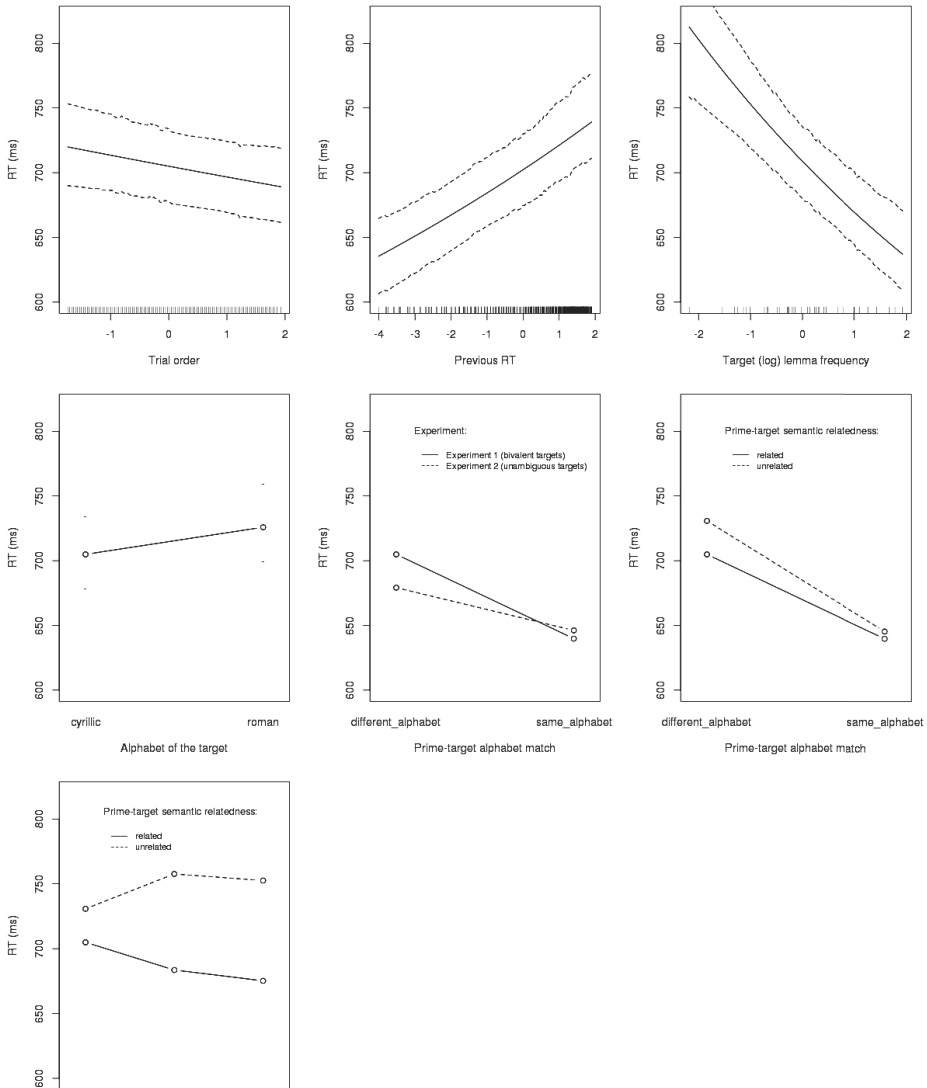 RT (ms)
800
750
700
650
600
-1
0
1
2
Trial order
RT (ms)
800
750
700
650
600
-4
-3
-2
-1
0
1
2
Previous RT
RT (ms)
800
750
700
650
600
-2
-1
0
1
2
Target (log) lemma frequency
RT (ms)
800
750
700
650
600
cyrillic
roman
Alphabet of the target
RT (ms)
800
750
700
650
600
Experiment:
Experiment 1 (bivalent targets)
Experiment 2 (unambiguous targets)
different_alphabet
same_alphabet
Prime-target alphabet match
RT (ms)
800
750
700
650
600
Prime-target semantic relatedness:
related
unrelated
different_alphabet
same_alphabet
Prime-target alphabet match
RT (ms)
800
750
700
650
600
Prime-target semantic relatedness:
related
unrelated